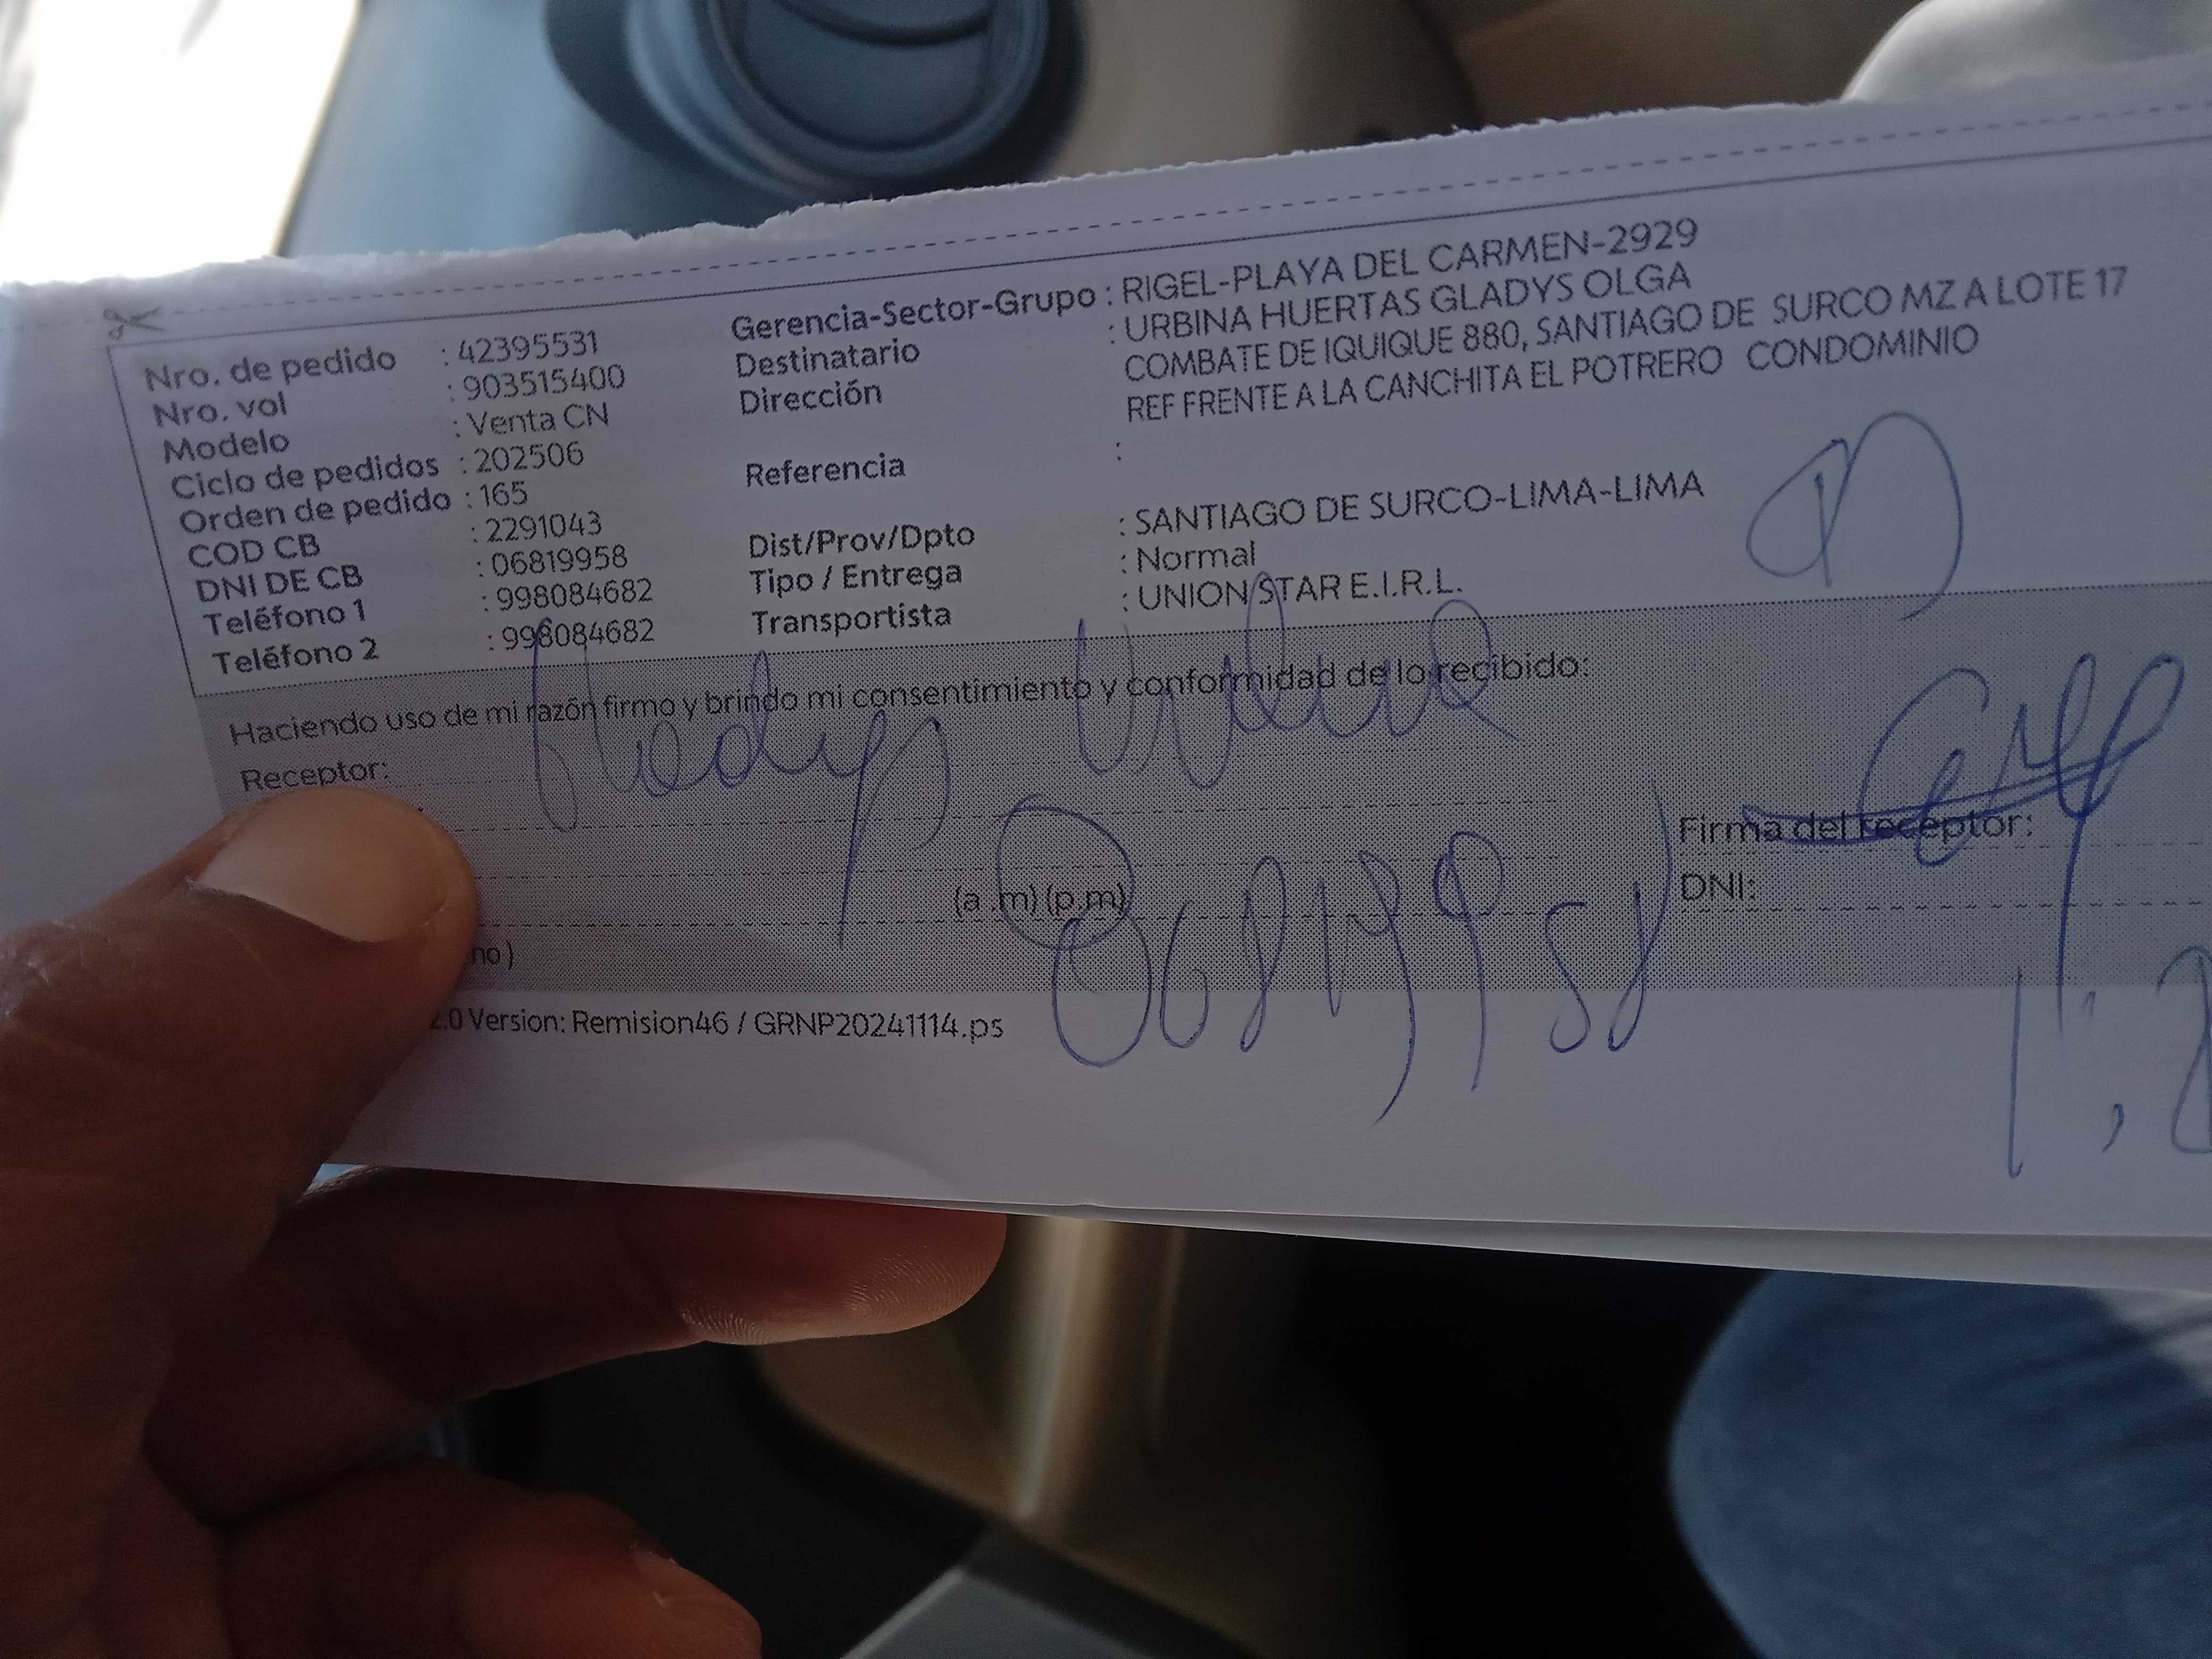 Nro. de pedido : 42395531
Nro. vol : 903515400
Modelo : Venta CN
Ciclo de pedidos : 202506
Orden de pedido : 165
COD CB : 2291043
DNI DE CB : 06819958
Teléfono 1 : 998084682
Teléfono 2 : 998084682
Gerencia-Sector-Grupo : RIGEL-PLAYA DEL CARMEN-2929
Destinatario : URBINA HUERTAS GLADYS OLGA
Dirección COMBATE DE IQUIQUE 880, SANTIAGO DE SURCO MZ A LOTE 17
REF FRENTE A LA CANCHITA EL POTRERO CONDOMINIO
Referencia :
Dist/Prov/Dpto : SANTIAGO DE SURCO-LIMA-LIMA
Tipo / Entrega : Normal
Transportista : UNION STAR E.I.R.L.
Haciendo uso de mi razón firmo y brindo mi consentimiento y conformidad de lo recibido:
Receptor: Gladys Urbina
Firma del receptor:
(a .m) (p.m)
DNI:
06819958
no)
2.0 Version: Remision46 / GRNP20241114.ps